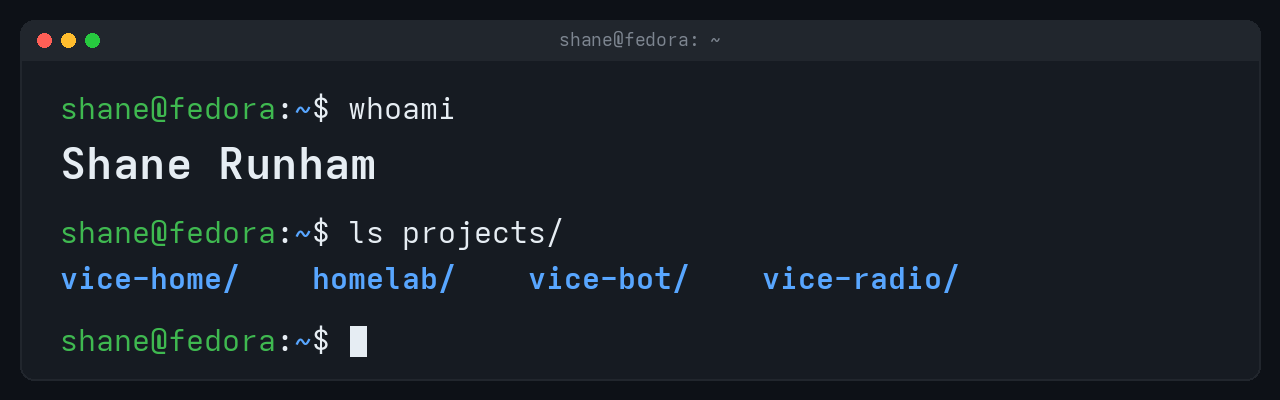 shane@fedora: ~
shane@fedora:~$ whoami
Shane Runham
shane@fedora:~$ ls projects/
vice-home/    homelab/    vice-bot/    vice-radio/
shane@fedora:~$